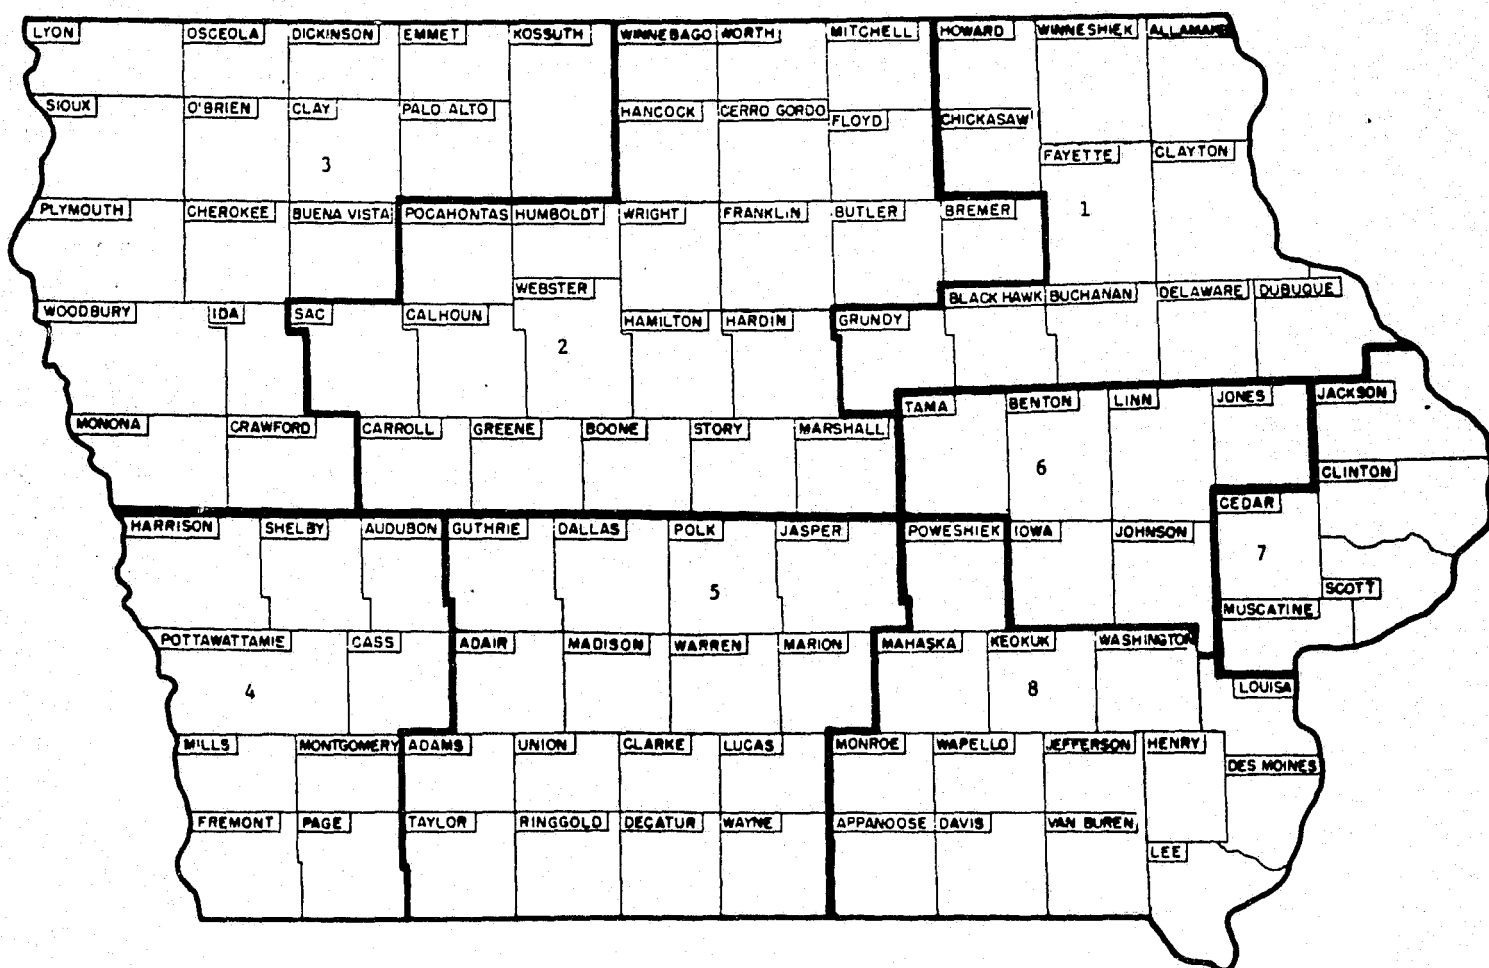 LYON OSCEOLA DICKINSON EMMET KOSSUTH WINNEBAGO WORTH MITCHELL HOWARD WINNESHIEK ALLAMAKEE
SIOUX O'BRIEN CLAY PALO ALTO HANCOCK CERRO GORDO FLOYD CHICKASAW
FAYETTE CLAYTON
3
PLYMOUTH CHEROKEE BUENA VISTA POCAHONTAS HUMBOLDT WRIGHT FRANKLIN BUTLER BREMER 1
WEBSTER BLACK HAWK BUCHANAN DELAWARE DUBUQUE
WOODBURY IDA SAC CALHOUN HAMILTON HARDIN GRUNDY
2
TAMA BENTON LINN JONES JACKSON
MONONA CRAWFORD CARROLL GREENE BOONE STORY MARSHALL
6 CLINTON
CEDAR
HARRISON SHELBY AUDUBON GUTHRIE DALLAS POLK JASPER POWESHIEK IOWA JOHNSON
7
5 SCOTT
MUSCATINE
POTTAWATTAMIE CASS ADAIR MADISON WARREN MARION MAHASKA KEOKUK WASHINGTON
4 8 LOUISA
MILLS MONTGOMERY ADAMS UNION CLARKE LUCAS MONROE WAPELLO JEFFERSON HENRY
DES MOINES
FREMONT PAGE TAYLOR RINGGOLD DECATUR WAYNE APPANOOSE DAVIS VAN BUREN
LEE